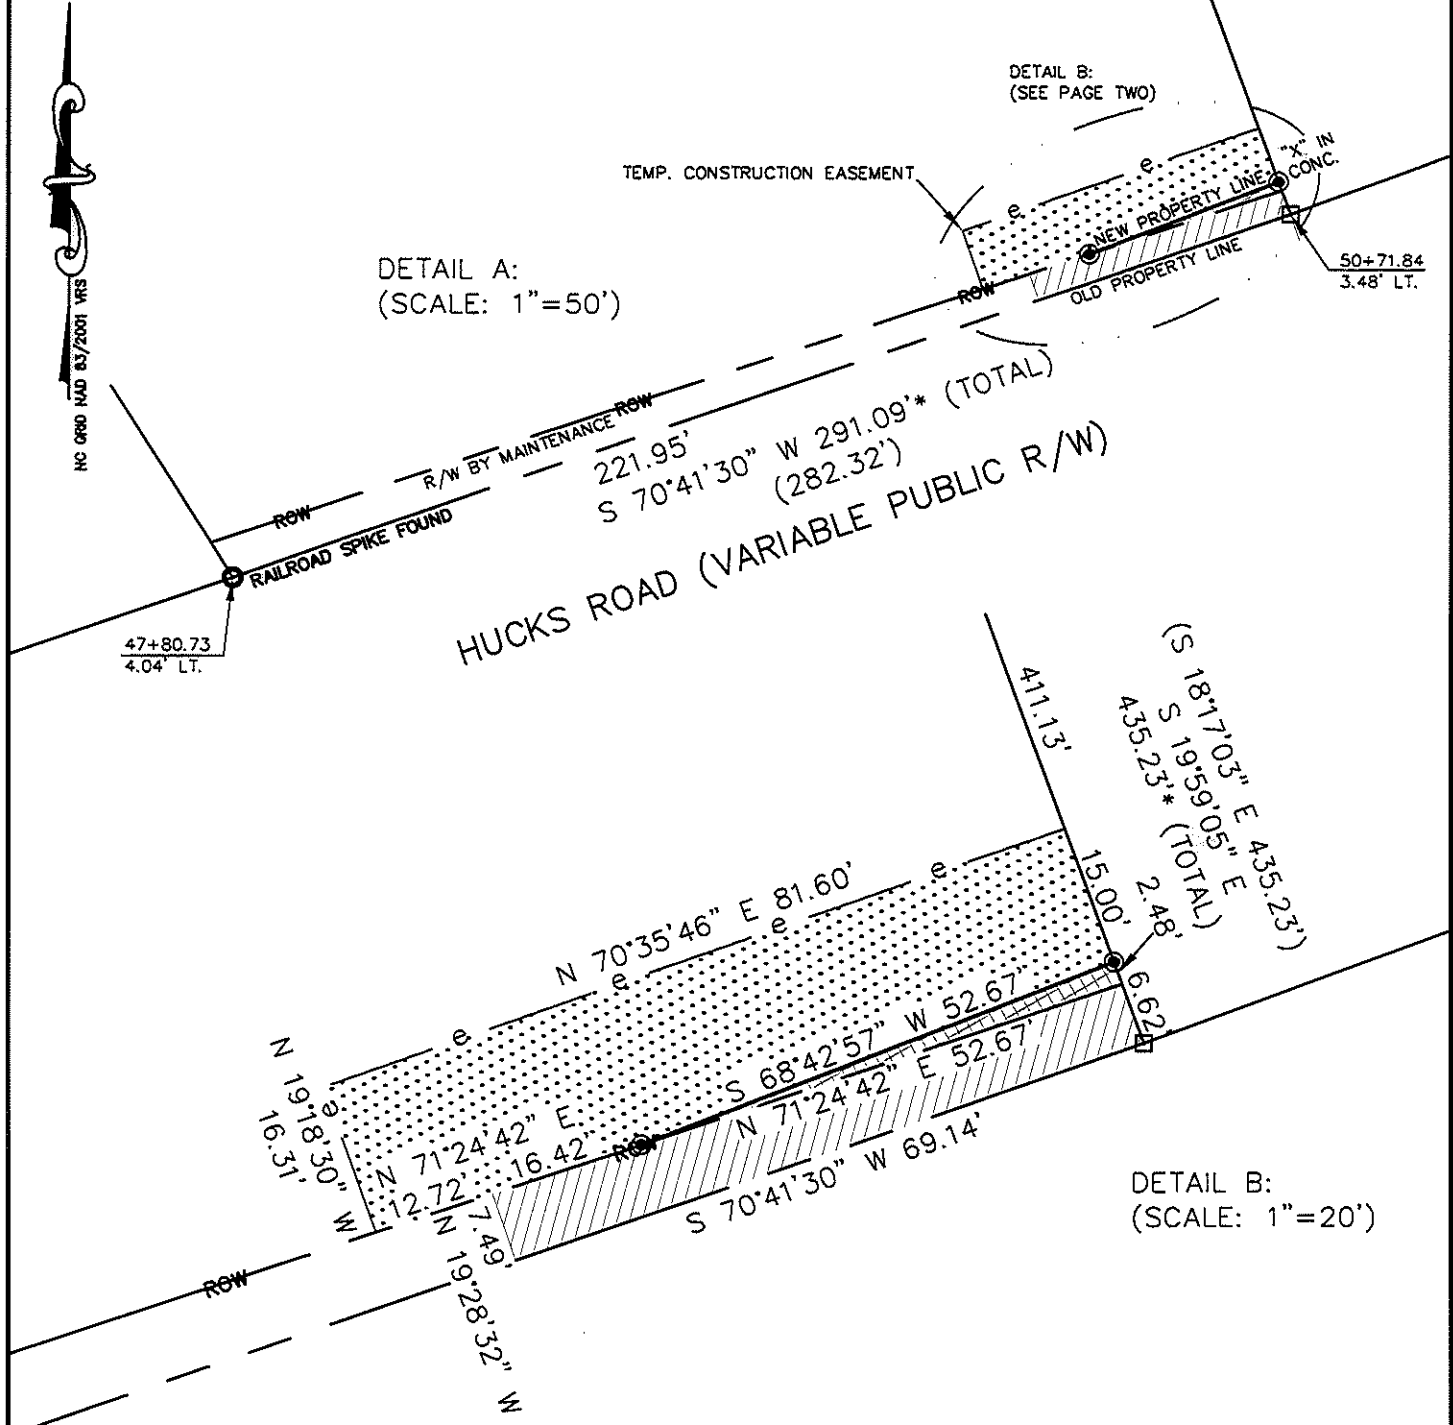 DETAIL B:
(SEE PAGE TWO)
"X" IN
CONC.
TEMP. CONSTRUCTION EASEMENT
e
e
NEW PROPERTY LINE
OLD PROPERTY LINE
50+71.84
3.48' LT.
NC GRID NAD 83/2001 VRS
DETAIL A:
(SCALE: 1"=50')
ROW
ROW
R/W BY MAINTENANCE
ROW
221.95'
S 70°41'30" W 291.09'* (TOTAL)
(282.32')
RAILROAD SPIKE FOUND
HUCKS ROAD (VARIABLE PUBLIC R/W)
47+80.73
4.04' LT.
411.13'
(S 18°17'03" E 435.23')
S 19°59'05" E
435.23'* (TOTAL)
15.00'
2.48'
6.62'
N 70°35'46" E 81.60'
e
e
e
e
e
N 19°18'30" W
16.31'
S 68°42'57" W 52.67'
N 71°24'42" E 52.67'
N 71°24'42" E
12.72'
16.42'
ROW
7.49'
N 19°28'32" W
S 70°41'30" W 69.14'
DETAIL B:
(SCALE: 1"=20')
ROW